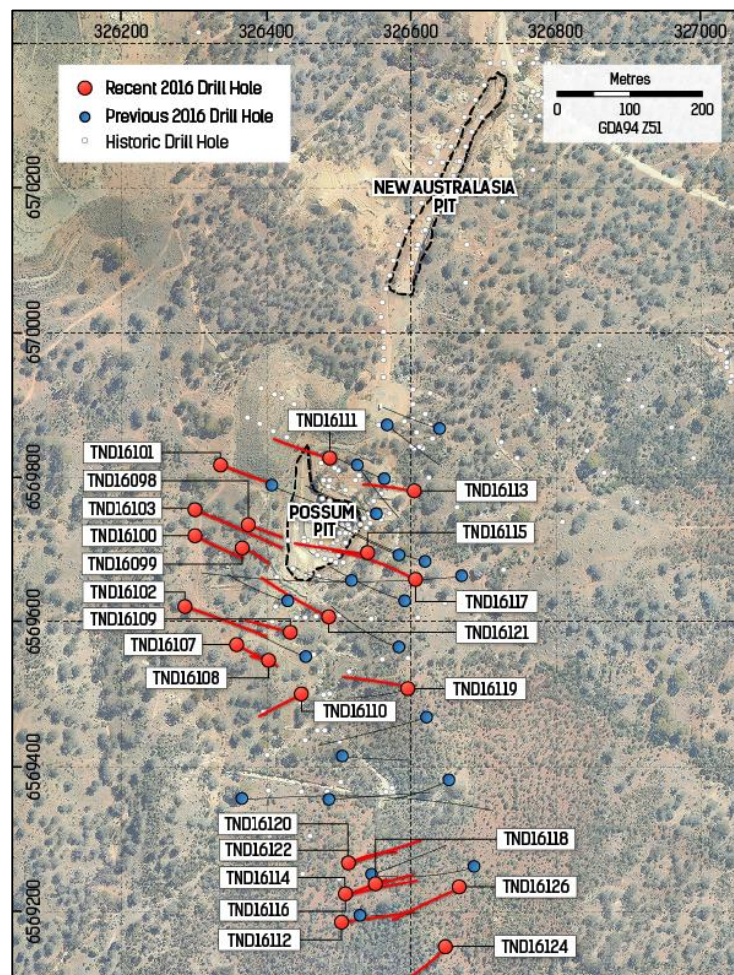 326200
326400
326600
326800
327000
Recent 2016 Drill Hole
Previous 2016 Drill Hole
Historic Drill Hole
Metres
0 100 200
GDA94 Z51
6570200
NEW AUSTRALASIA
PIT
6570000
TND16111
TND16101
TND16098
6569800
TND16113
TND16103
POSSUM
PIT
TND16115
TND16100
TND16099
TND16102
TND16117
TND16109
6569600
TND16121
TND16107
TND16108
TND16119
TND16110
6569400
TND16120
TND16118
TND16122
TND16114
TND16126
TND16116
6569200
TND16112
TND16124